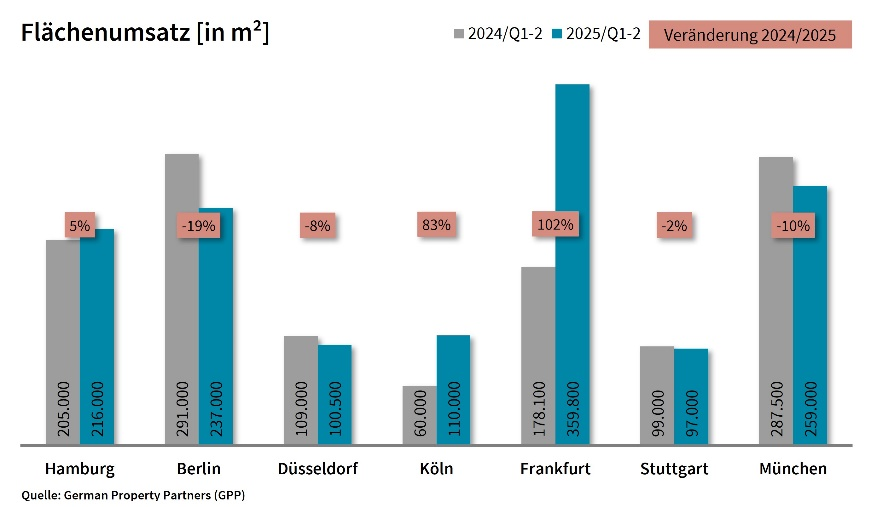 Flächenumsatz [in m²]
2024/Q1-2 2025/Q1-2 Veränderung 2024/2025
5% -19% -8% 83% 102% -2% -10%
205.000 216.000 291.000 237.000 109.000 100.500 60.000 110.000 178.100 359.800 99.000 97.000 287.500 259.000
Hamburg Berlin Düsseldorf Köln Frankfurt Stuttgart München
Quelle: German Property Partners (GPP)